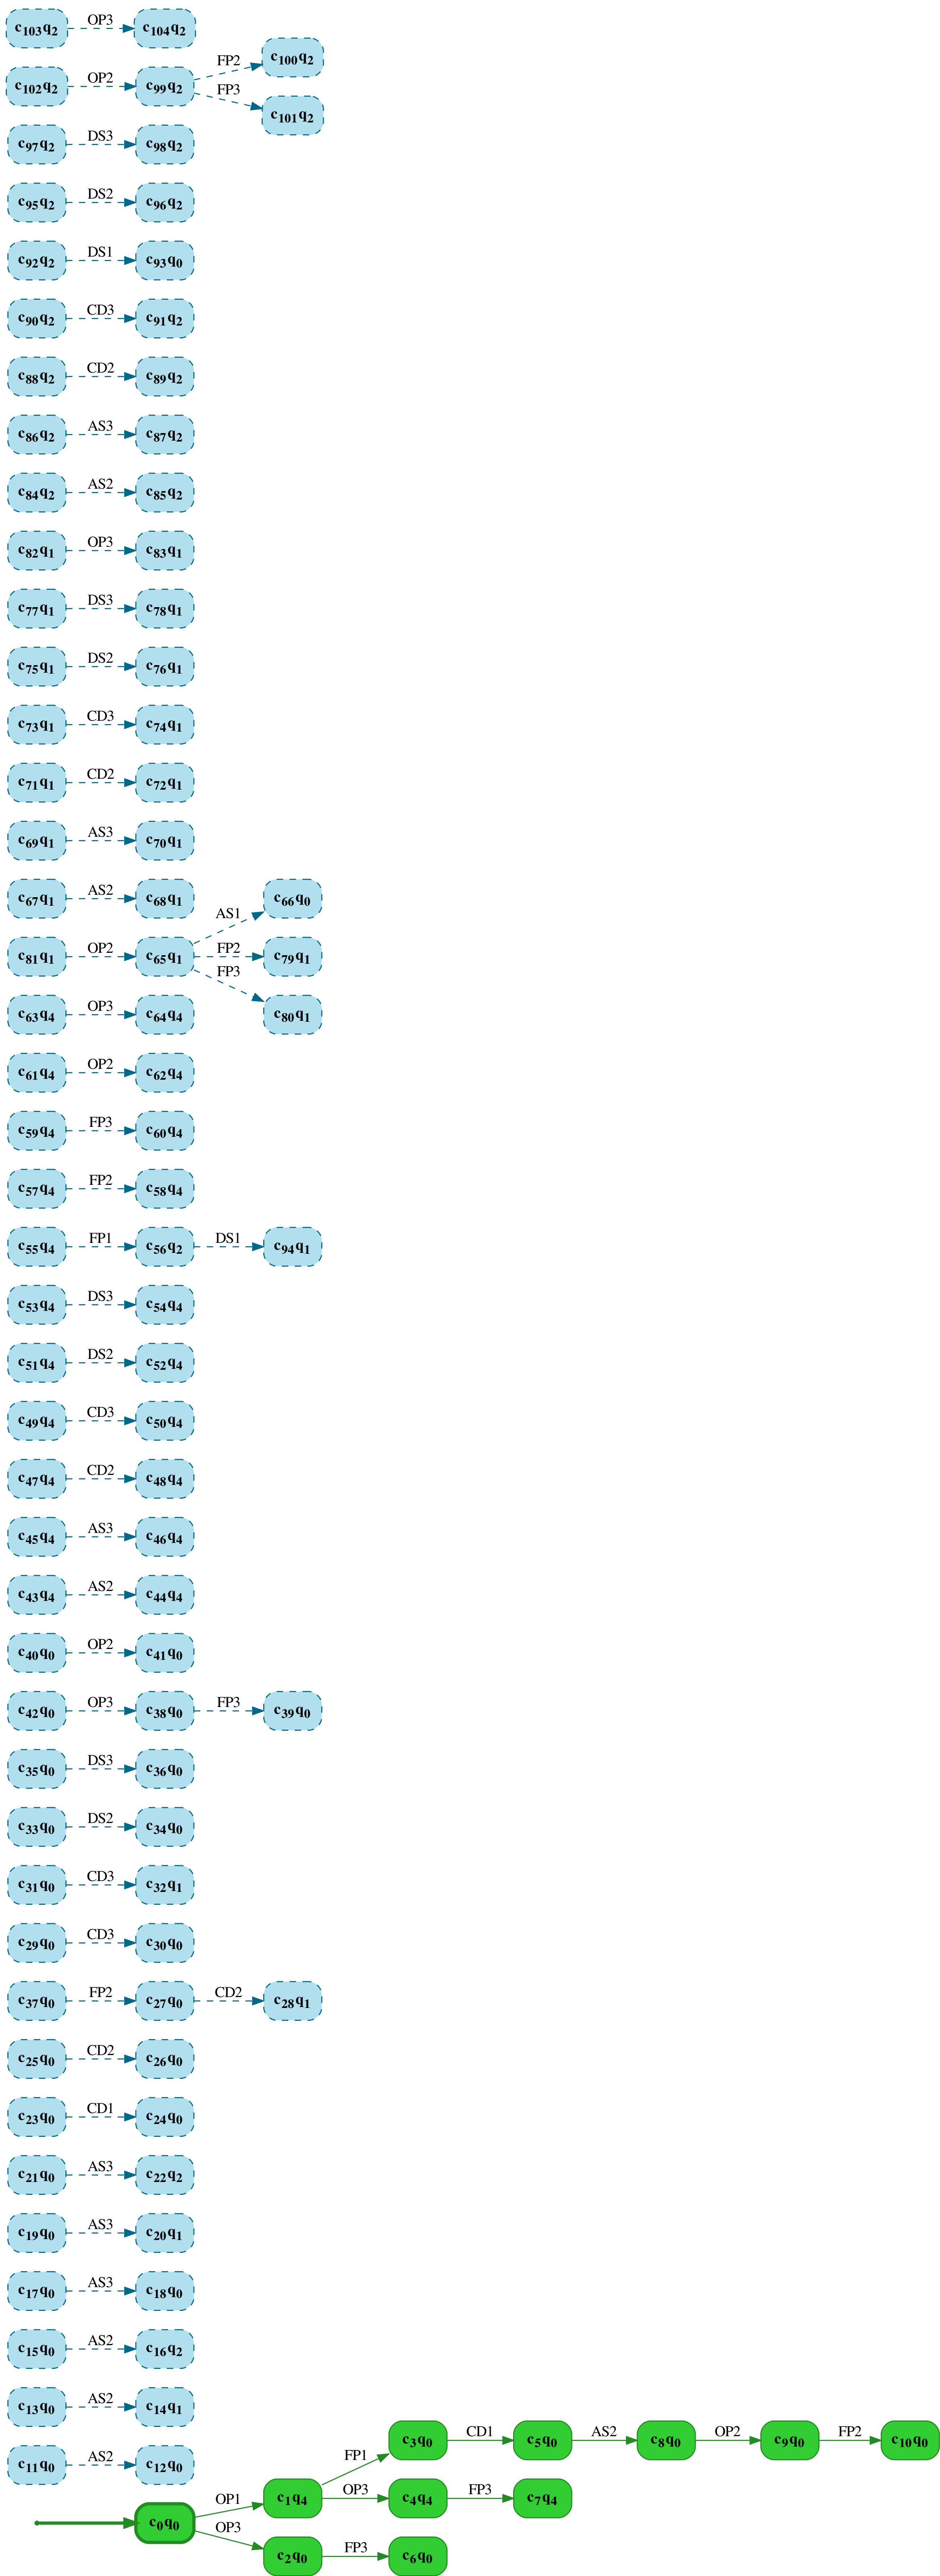 c103q2 OP3 c104q2
c100q2
FP2
c102q2 OP2 c99q2
FP3
c101q2
c97q2 DS3 c98q2
c95q2 DS2 c96q2
c92q2 DS1 c93q0
c90q2 CD3 c91q2
c88q2 CD2 c89q2
c86q2 AS3 c87q2
c84q2 AS2 c85q2
c82q1 OP3 c83q1
c77q1 DS3 c78q1
c75q1 DS2 c76q1
c73q1 CD3 c74q1
c71q1 CD2 c72q1
c69q1 AS3 c70q1
c67q1 AS2 c68q1 c66q0
AS1
c81q1 OP2 c65q1 FP2 c79q1
FP3
c63q4 OP3 c64q4 c80q1
c61q4 OP2 c62q4
c59q4 FP3 c60q4
c57q4 FP2 c58q4
c55q4 FP1 c56q2 DS1 c94q1
c53q4 DS3 c54q4
c51q4 DS2 c52q4
c49q4 CD3 c50q4
c47q4 CD2 c48q4
c45q4 AS3 c46q4
c43q4 AS2 c44q4
c40q0 OP2 c41q0
c42q0 OP3 c38q0 FP3 c39q0
c35q0 DS3 c36q0
c33q0 DS2 c34q0
c31q0 CD3 c32q1
c29q0 CD3 c30q0
c37q0 FP2 c27q0 CD2 c28q1
c25q0 CD2 c26q0
c23q0 CD1 c24q0
c21q0 AS3 c22q2
c19q0 AS3 c20q1
c17q0 AS3 c18q0
c15q0 AS2 c16q2
c13q0 AS2 c14q1
c3q0 CD1 c5q0 AS2 c8q0 OP2 c9q0 FP2 c10q0
FP1
c11q0 AS2 c12q0
OP1 c1q4 OP3 c4q4 FP3 c7q4
c0q0
OP3
c2q0 FP3 c6q0